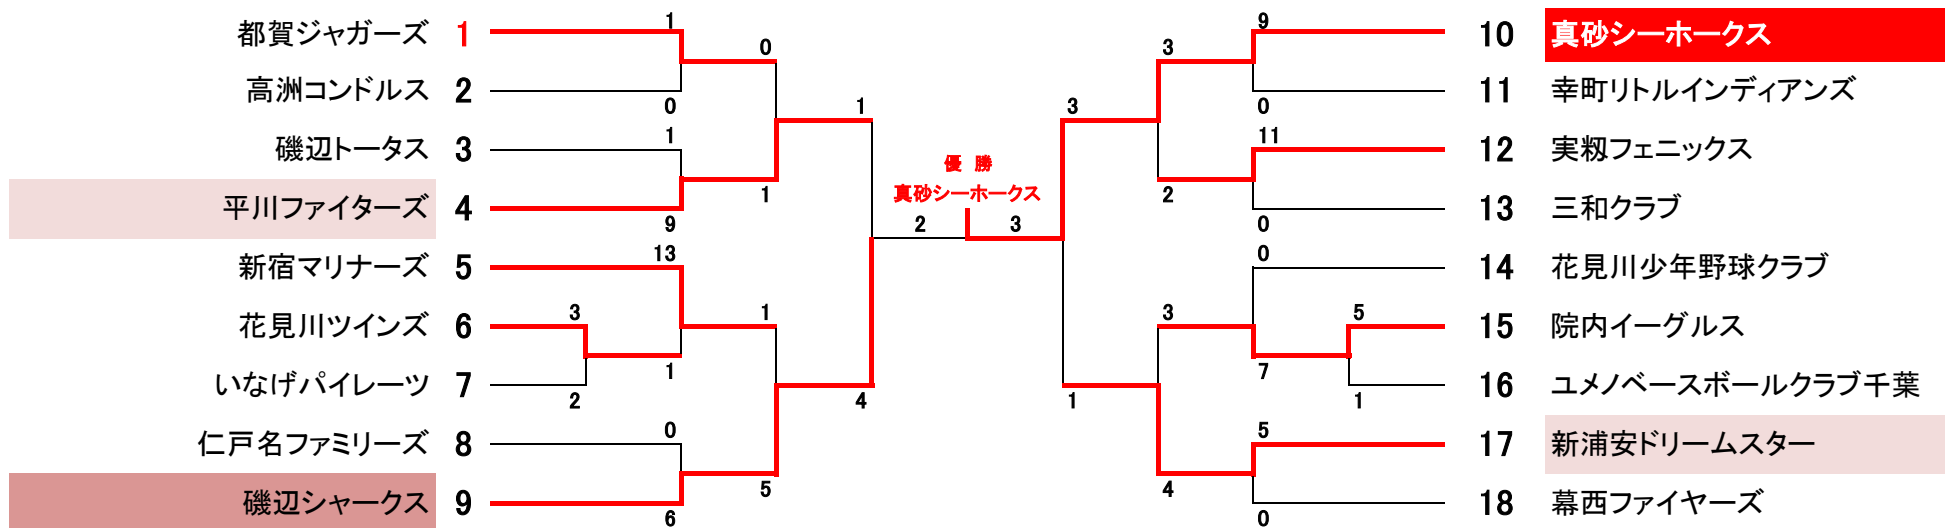 都賀ジャガーズ 1 1 9 10 真砂シーホークス
0 3
高洲コンドルス 2 0 1 3 0 11 幸町リトルインディアンズ
磯辺トータス 3 1 11 12 実籾フェニックス
優 勝
真砂シーホークス
1 2
平川ファイターズ 4 9 2 3 0 13 三和クラブ
新宿マリナーズ 5 13 0 14 花見川少年野球クラブ
花見川ツインズ 6 3 1 3 5 15 院内イーグルス
1 7
いなげパイレーツ 7 2 4 1 1 16 ユメノベースボールクラブ千葉
仁戸名ファミリーズ 8 0 5 17 新浦安ドリームスター
5 4
磯辺シャークス 9 6 0 18 幕西ファイヤーズ